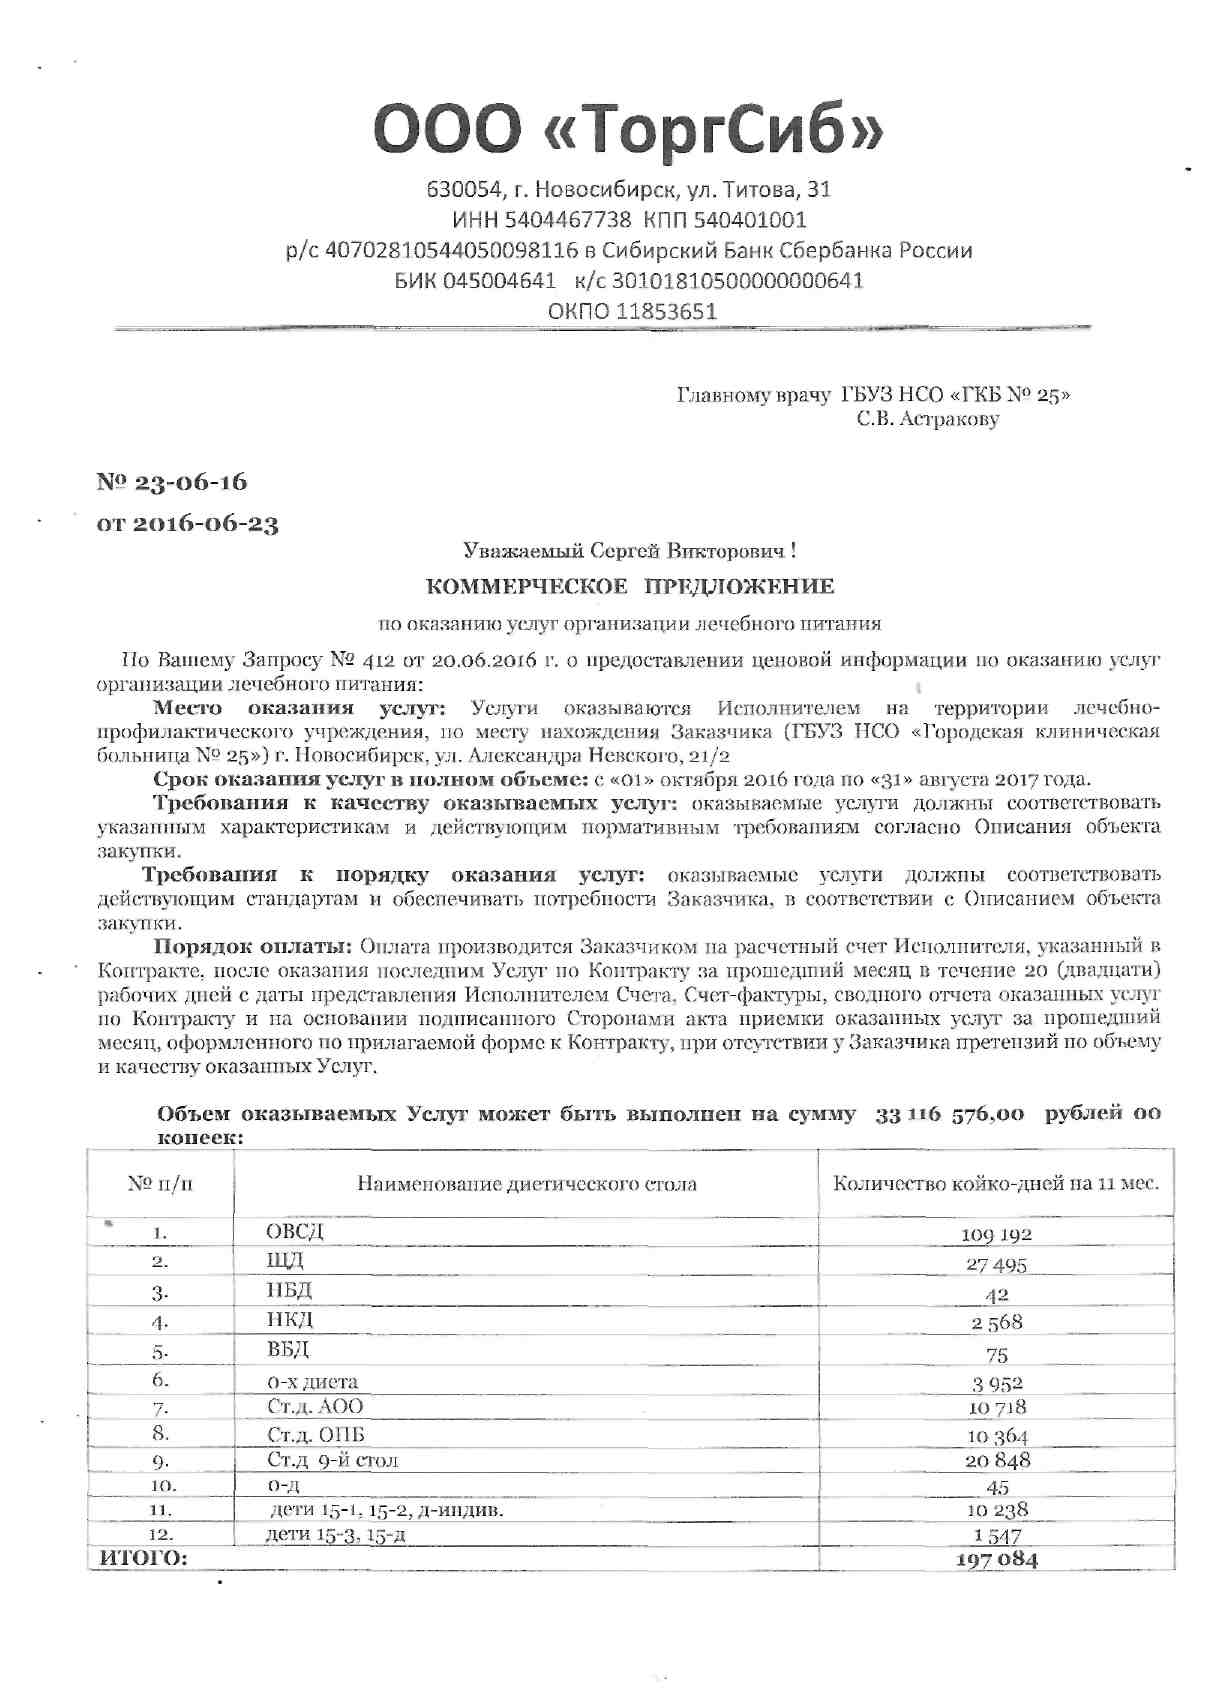 ООО «ТоргСиб»
630054, г. Новосибирск, ул. Титова, 31
ИНН 5404467738 КПП 540401001
р/с 40702810544050098116 в Сибирский Банк Сбербанка России
БИК 045004641 к/с 30101810500000000641
ОКПО 11853651
Главному врачу ГБУЗ НСО «ГКБ № 25»
С.В. Астракову
№ 23-06-16
от 2016-06-23
Уважаемый Сергей Викторович !
КОММЕРЧЕСКОЕ ПРЕДЛОЖЕНИЕ
по оказанию услуг организации лечебного питания
По Вашему Запросу № 412 от 20.06.2016 г. о предоставлении ценовой информации по оказанию услуг
организации лечебного питания:
Место оказания услуг: Услуги оказываются Исполнителем на территории лечебно-
профилактического учреждения, по месту нахождения Заказчика (ГБУЗ НСО «Городская клиническая
больница № 25») г. Новосибирск, ул. Александра Невского, 21/2
Срок оказания услуг в полном объеме: с «01» октября 2016 года по «31» августа 2017 года.
Требования к качеству оказываемых услуг: оказываемые услуги должны соответствовать
указанным характеристикам и действующим нормативным требованиям согласно Описания объекта
закупки.
Требования к порядку оказания услуг: оказываемые услуги должны соответствовать
действующим стандартам и обеспечивать потребности Заказчика, в соответствии с Описанием объекта
закупки.
Порядок оплаты: Оплата производится Заказчиком на расчетный счет Исполнителя, указанный в
Контракте, после оказания последним Услуг по Контракту за прошедший месяц в течение 20 (двадцати)
рабочих дней с даты представления Исполнителем Счета, Счет-фактуры, сводного отчета оказанных услуг
по Контракту и на основании подписанного Сторонами акта приемки оказанных услуг за прошедший
месяц, оформленного по прилагаемой форме к Контракту, при отсутствии у Заказчика претензий по объему
и качеству оказанных Услуг.
Объем оказываемых Услуг может быть выполнен на сумму 33 116 576,00 рублей 00
копеек:
№ п/п Наименование диетического стола Количество койко-дней на 11 мес.
1. ОВСД 109 192
2. ЩД 27 495
3. НБД 42
4. НКД 2 568
5. ВБД 75
6. 0-х диета 3 952
7. Ст.д. АОО 10 718
8. Ст.д. ОПБ 10 364
9. Ст.д 9-й стол 20 848
10. 0-д 45
11. дети 15-1, 15-2, д-индив. 10 238
12. дети 15-3, 15-д 1 547
ИТОГО: 197 084